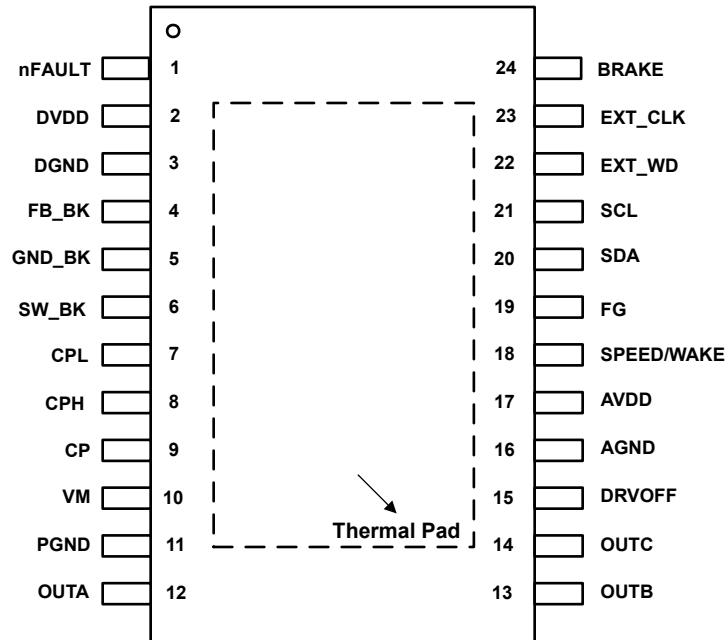 nFAULT 1 24 BRAKE
DVDD 2 23 EXT_CLK
DGND 3 22 EXT_WD
FB_BK 4 21 SCL
GND_BK 5 20 SDA
SW_BK 6 19 FG
CPL 7 18 SPEED/WAKE
CPH 8 17 AVDD
CP 9 16 AGND
VM 10 15 DRVOFF
Thermal Pad
PGND 11 14 OUTC
OUTA 12 13 OUTB